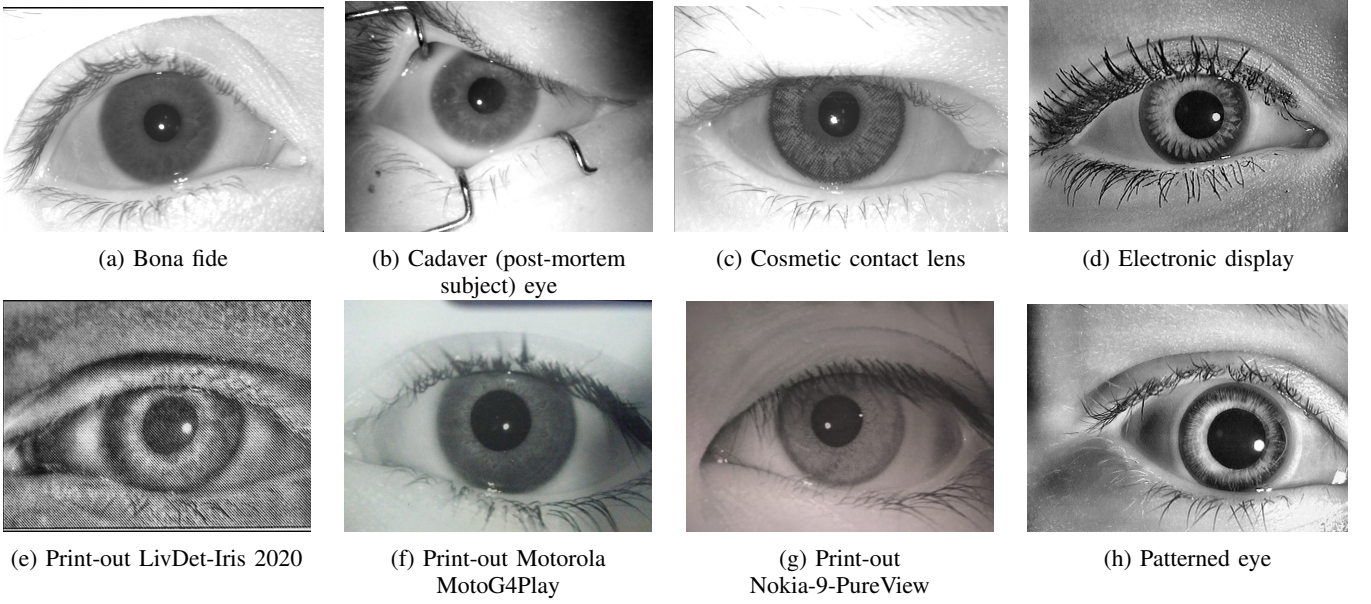 (a) Bona fide
(b) Cadaver (post-mortem
subject) eye
(c) Cosmetic contact lens
(d) Electronic display
(e) Print-out LivDet-Iris 2020
(f) Print-out Motorola
MotoG4Play
(g) Print-out
Nokia-9-PureView
(h) Patterned eye